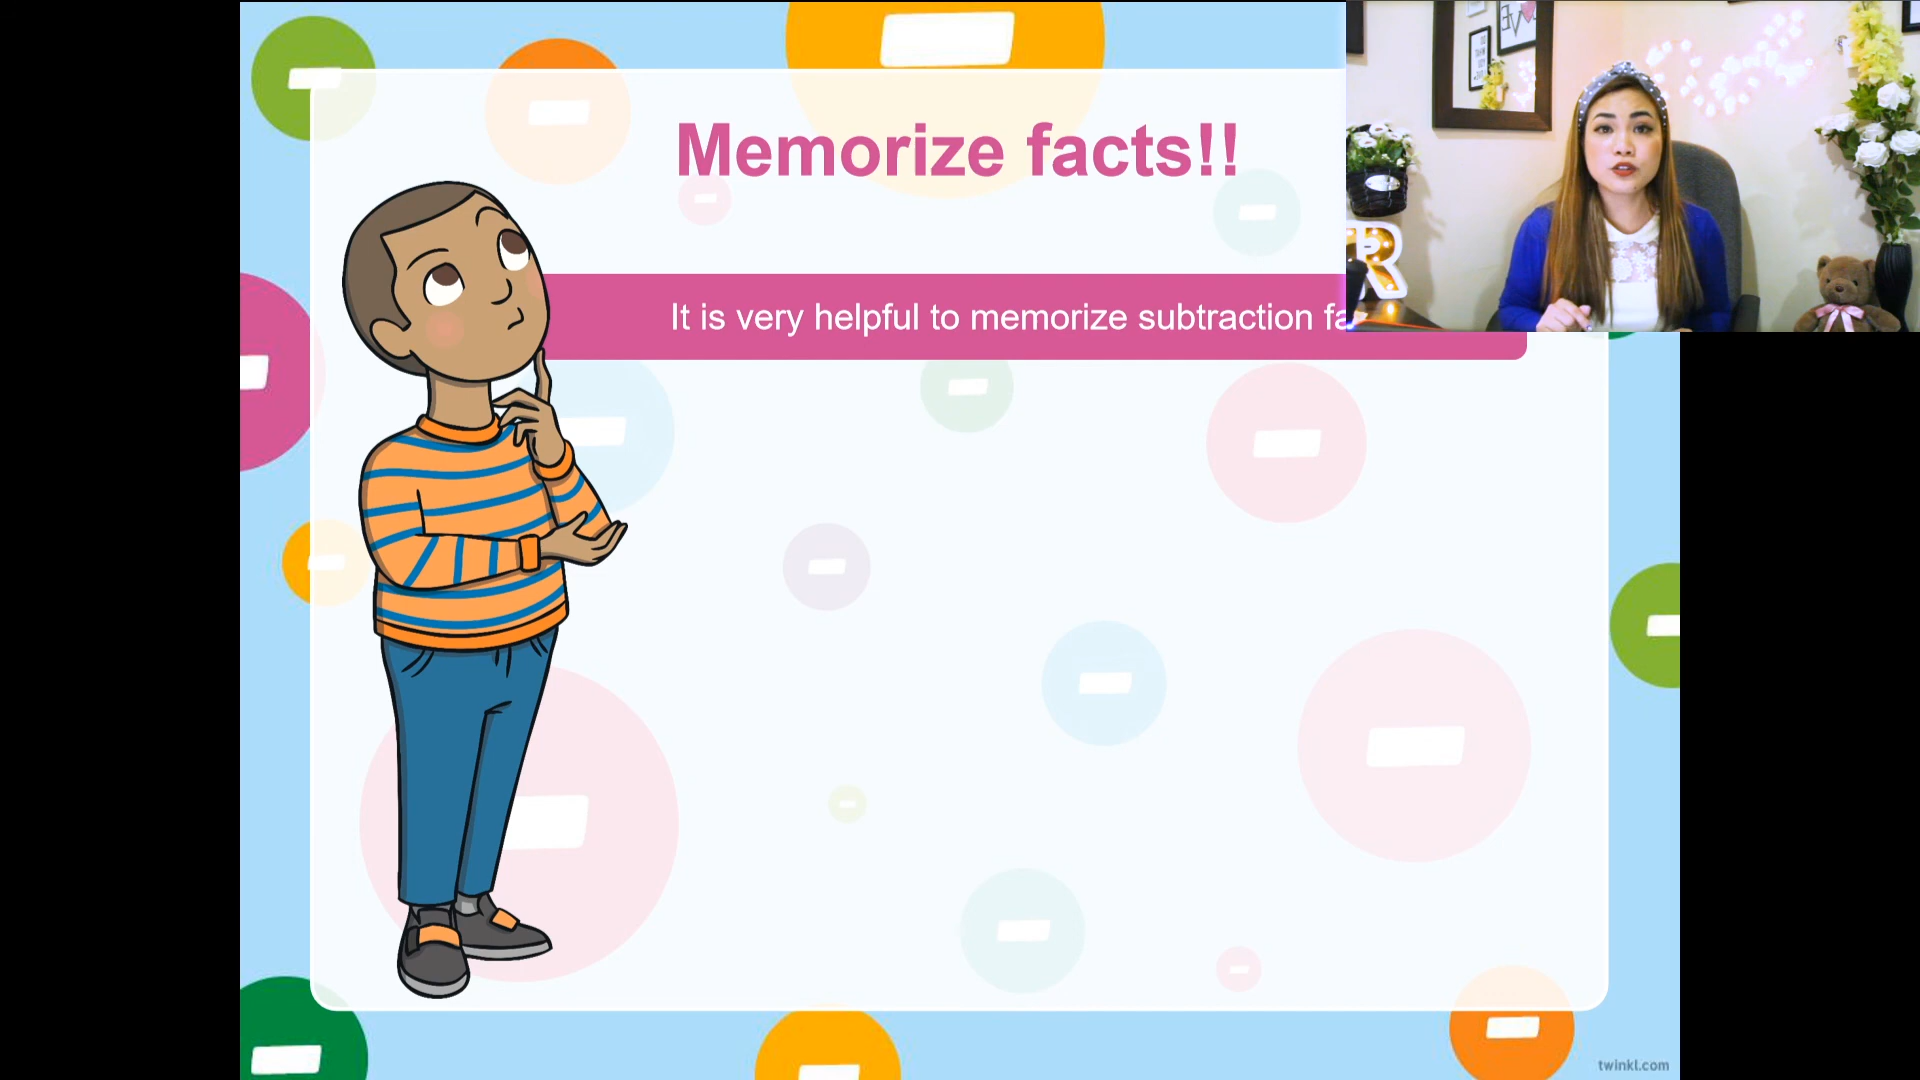 Memorize facts!!
It is very helpful to memorize subtraction
R
twinkl.com